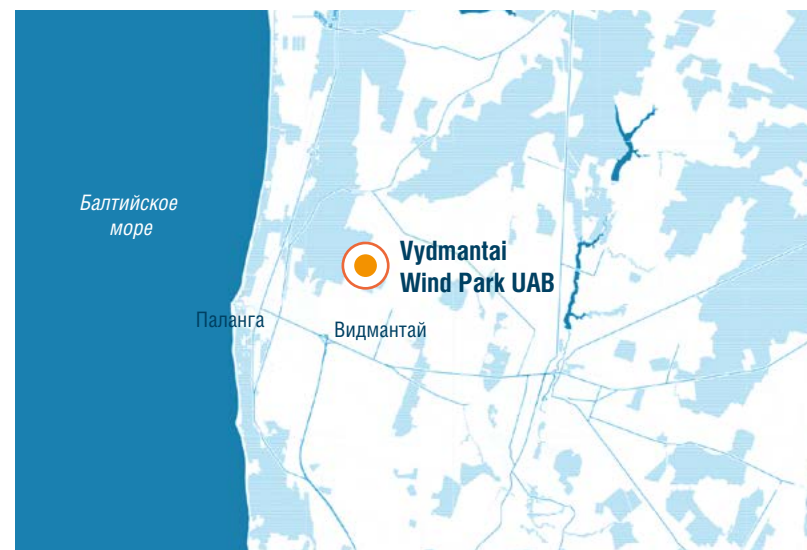 Балтийское
море
Vydmantai
Wind Park UAB
Паланга
Видмантай